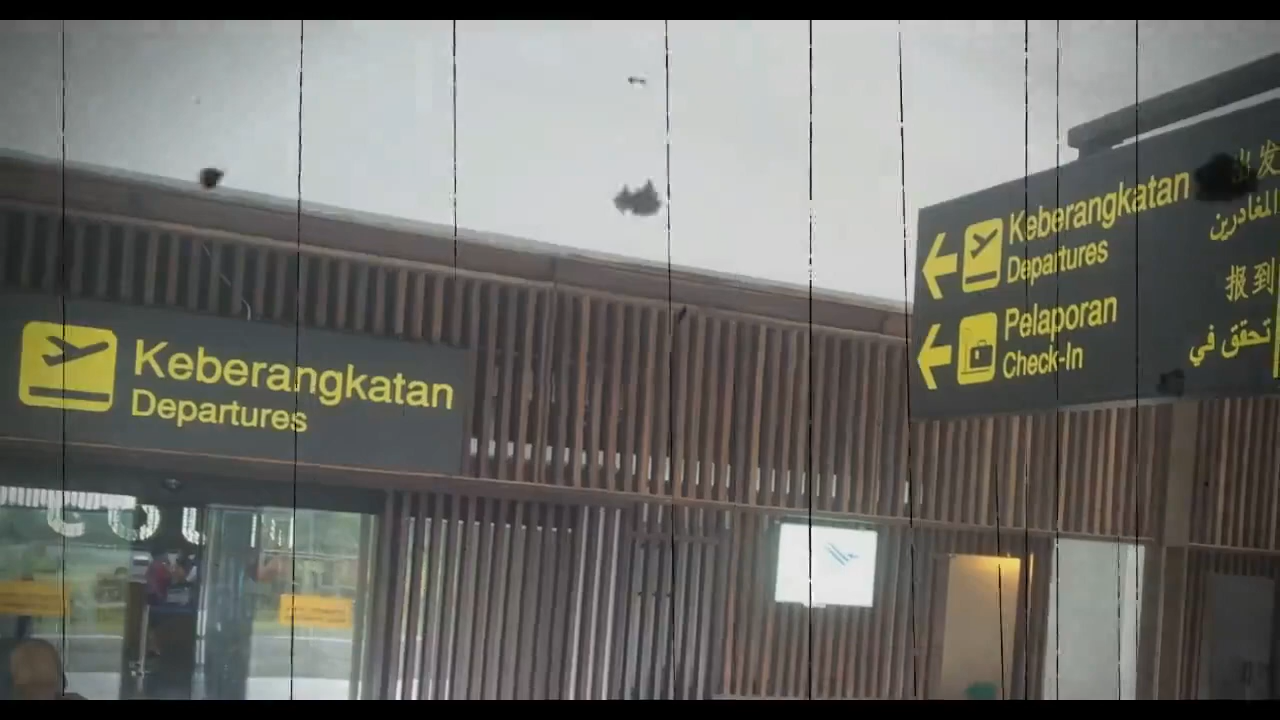 Keberangkatan
Departures
Keberangkatan
Departures
Pelaporan
Check-In
出发
المغادرين
报到
تحقق في